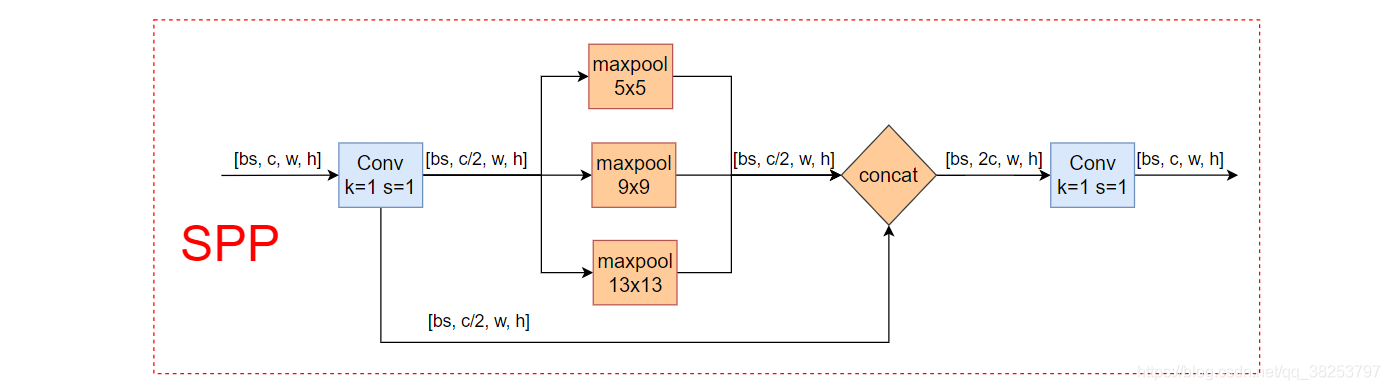 maxpool
5x5
[bs, c, w, h]
Conv
k=1 s=1
[bs, c/2, w, h]
maxpool
9x9
[bs, c/2, w, h]
concat
[bs, 2c, w, h]
Conv
k=1 s=1
[bs, c, w, h]
SPP
maxpool
13x13
[bs, c/2, w, h]
https://blog.csdn.net/qq_38253797